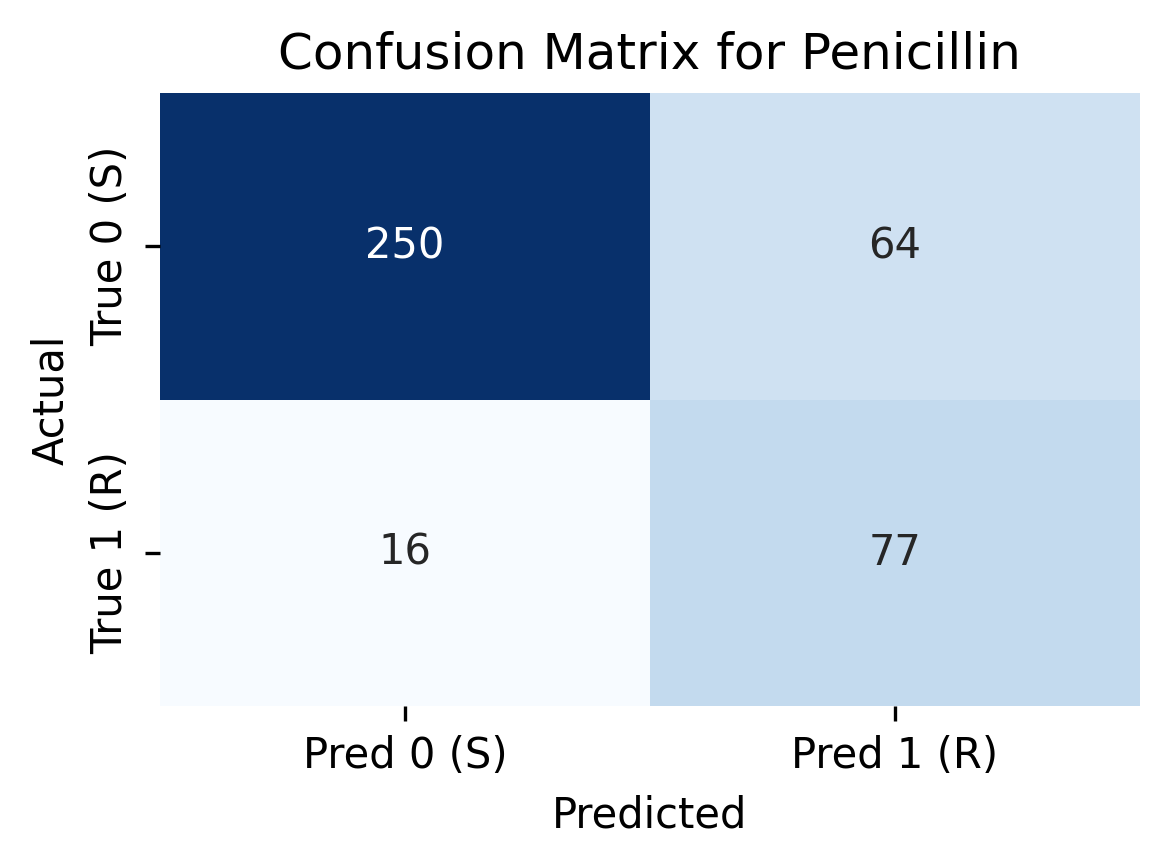 Confusion Matrix for Penicillin
Actual
True 0 (S)
250
64
True 1 (R)
16
77
Pred 0 (S)
Pred 1 (R)
Predicted